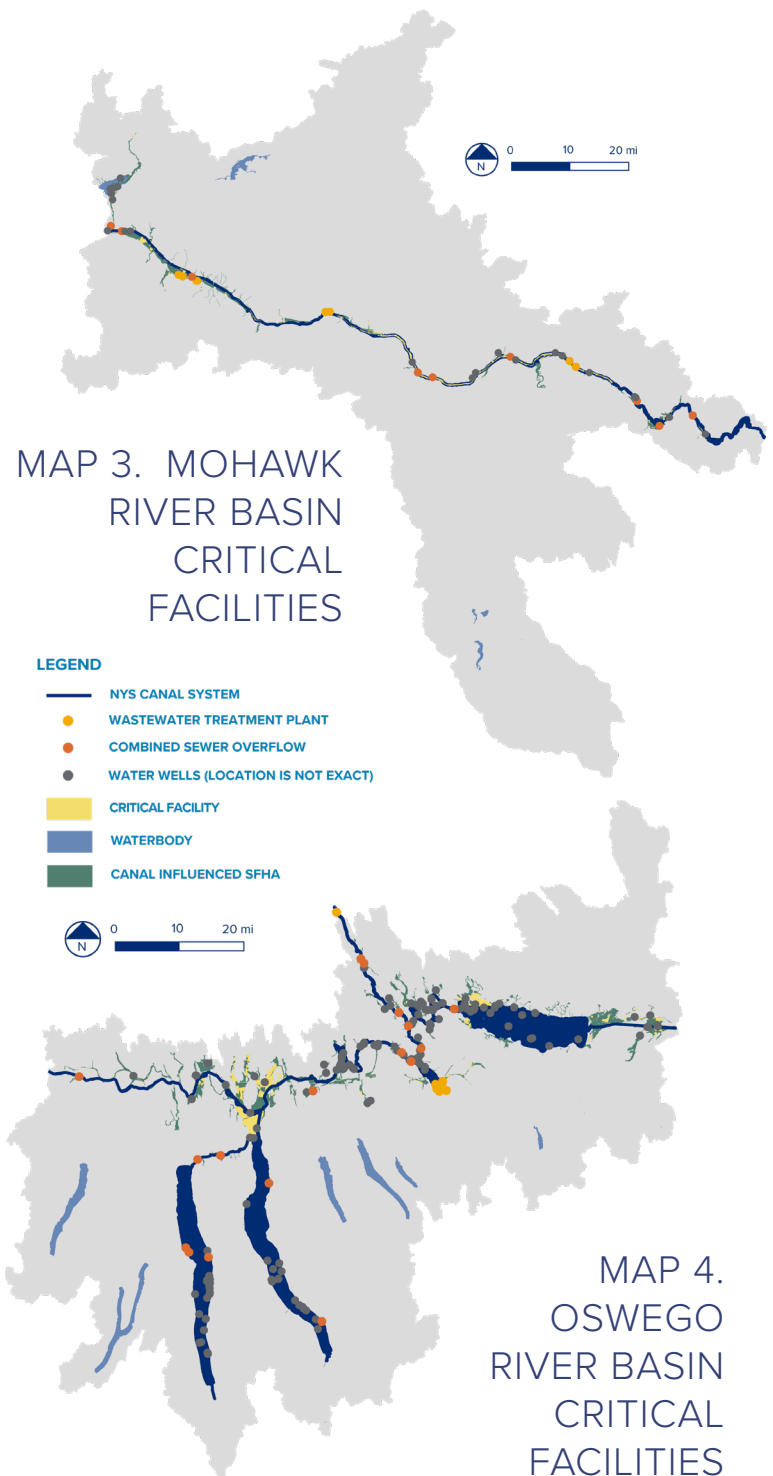 N
0 10 20 mi
MAP 3. MOHAWK
RIVER BASIN
CRITICAL
FACILITIES
LEGEND
NYS CANAL SYSTEM
WASTEWATER TREATMENT PLANT
COMBINED SEWER OVERFLOW
WATER WELLS (LOCATION IS NOT EXACT)
CRITICAL FACILITY
WATERBODY
CANAL INFLUENCED SFHA
N
0 10 20 mi
MAP 4.
OSWEGO
RIVER BASIN
CRITICAL
FACILITIES